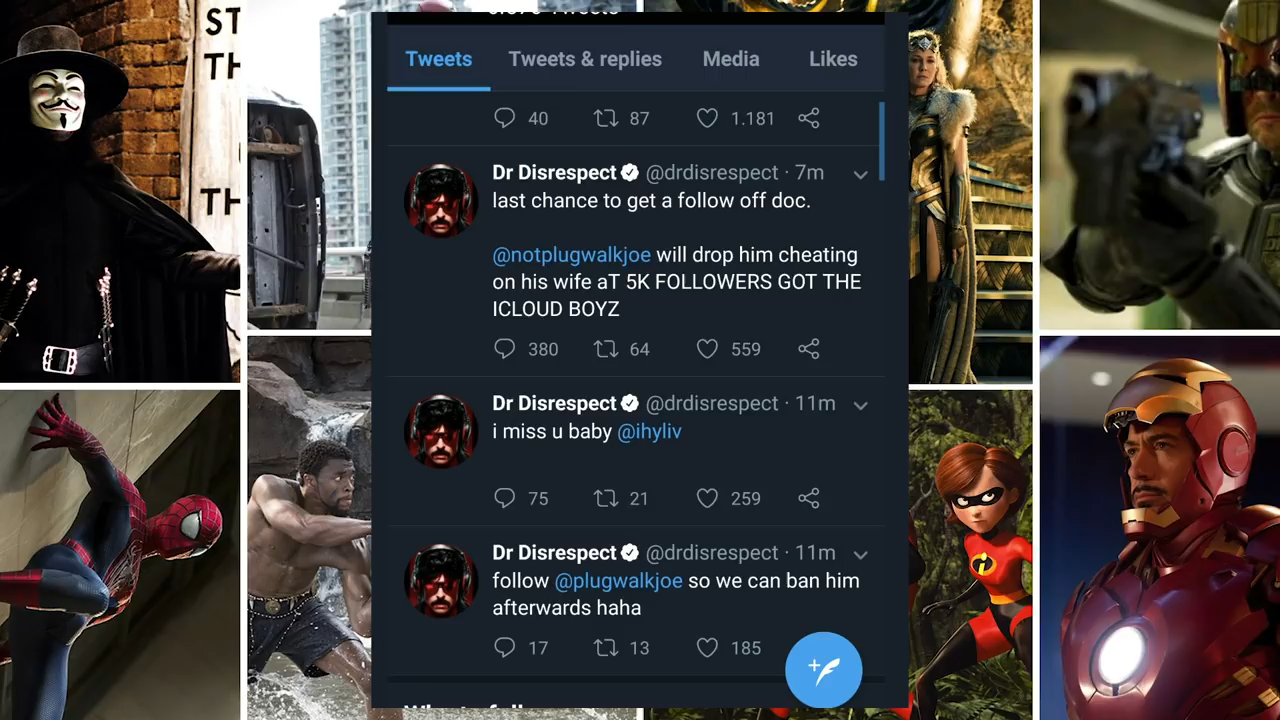 ST
TH
TH
Tweets
Tweets Tweets & replies Media Likes
40 87 1.181
Dr Disrespect @drdisrespect · 7m
last chance to get a follow off doc.
@notplugwalkjoe will drop him cheating
on his wife aT 5K FOLLOWERS GOT THE
ICLOUD BOYZ
380 64 559
Dr Disrespect @drdisrespect · 11m
i miss u baby @ihyliv
75 21 259
Dr Disrespect @drdisrespect · 11m
follow @plugwalkjoe so we can ban him
afterwards haha
17 13 185